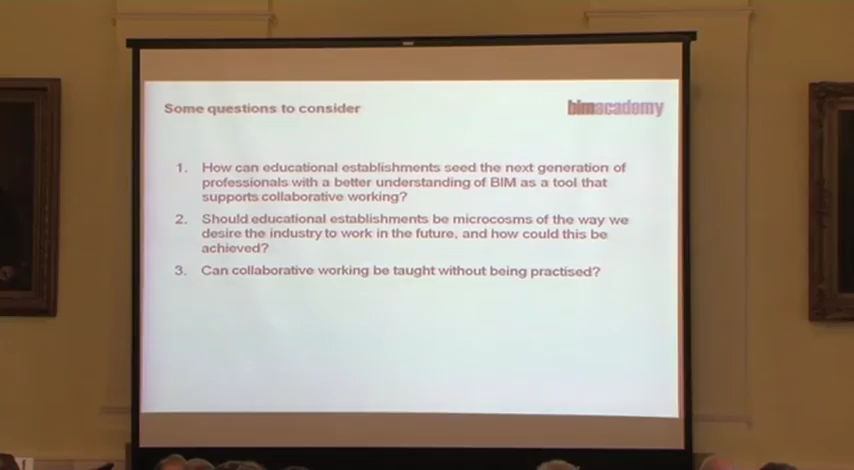 Some questions to consider
bimacademy
1. How can educational establishments seed the next generation of
professionals with a better understanding of BIM as a tool that
supports collaborative working?
2. Should educational establishments be microcosms of the way we
desire the industry to work in the future, and how could this be
achieved?
3. Can collaborative working be taught without being practised?